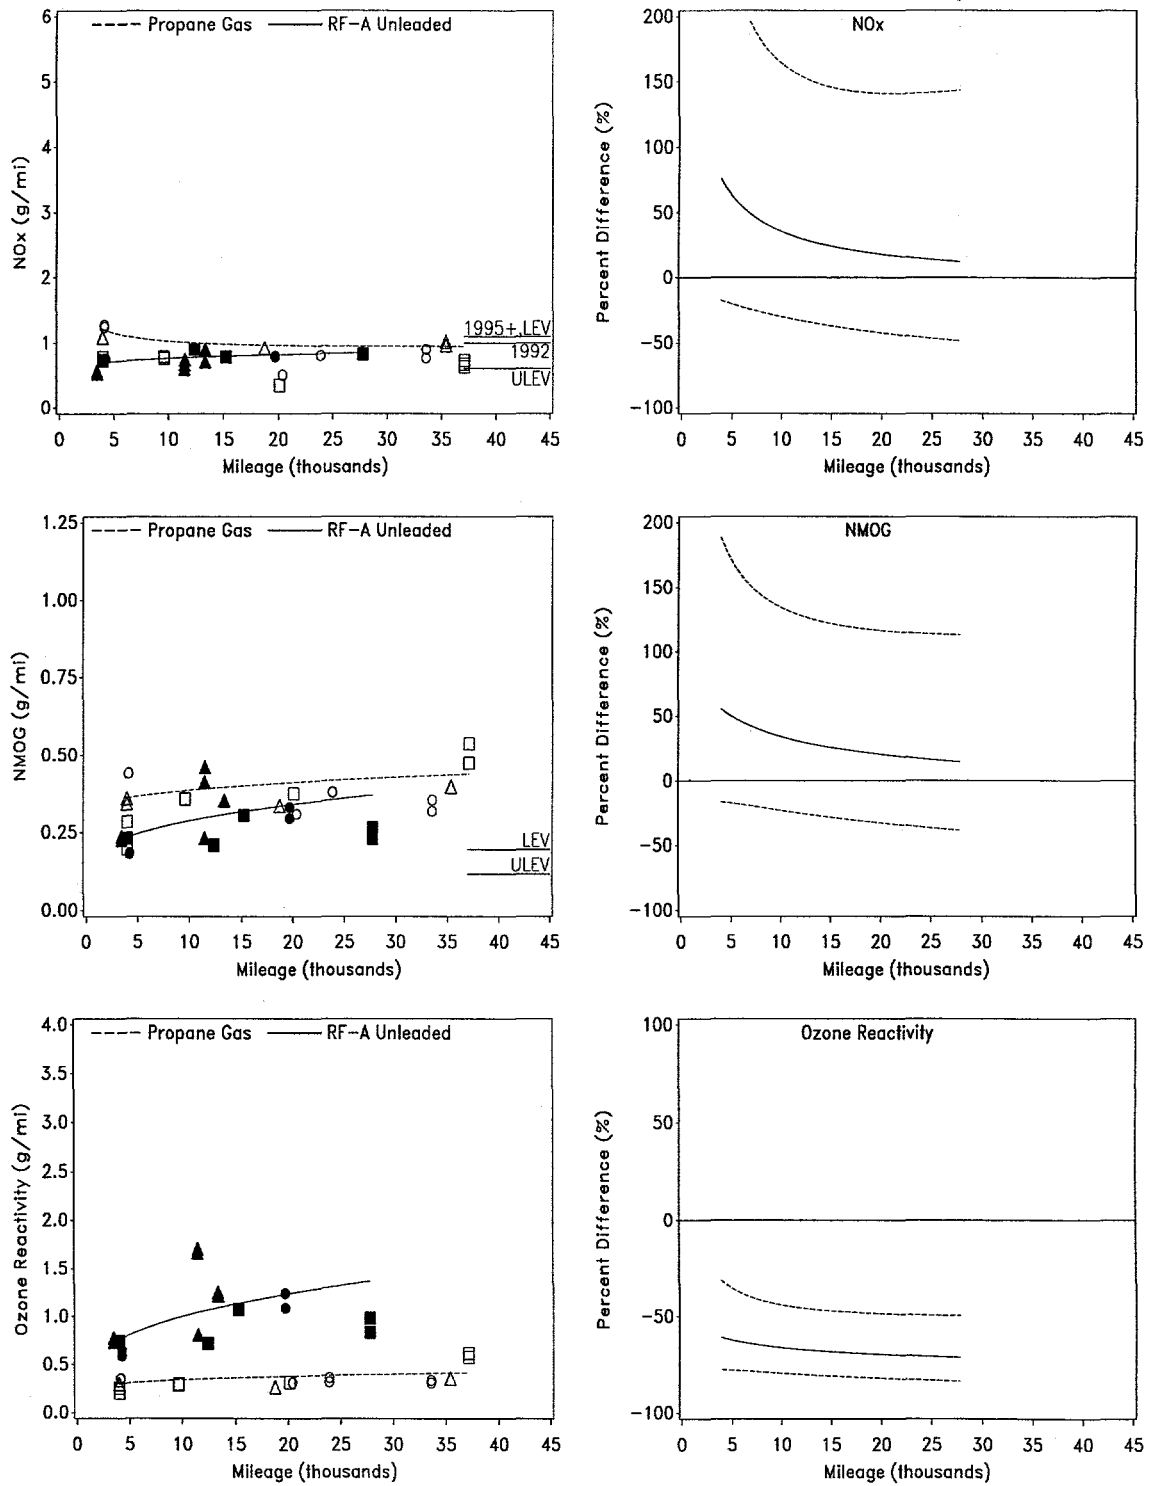 Propane Gas RF-A Unleaded
NOx (g/mi)
6
5
4
3
2
1
0
1995+,LEV
1992
ULEV
0 5 10 15 20 25 30 35 40 45
Mileage (thousands)
NOx
Percent Difference (%)
200
150
100
50
0
-50
-100
0 5 10 15 20 25 30 35 40 45
Mileage (thousands)
Propane Gas RF-A Unleaded
NMOG (g/mi)
1.25
1.00
0.75
0.50
0.25
0.00
LEV
ULEV
0 5 10 15 20 25 30 35 40 45
Mileage (thousands)
NMOG
Percent Difference (%)
200
150
100
50
0
-50
-100
0 5 10 15 20 25 30 35 40 45
Mileage (thousands)
Propane Gas RF-A Unleaded
Ozone Reactivity (g/mi)
4.0
3.5
3.0
2.5
2.0
1.5
1.0
0.5
0.0
0 5 10 15 20 25 30 35 40 45
Mileage (thousands)
Ozone Reactivity
Percent Difference (%)
100
50
0
-50
-100
0 5 10 15 20 25 30 35 40 45
Mileage (thousands)